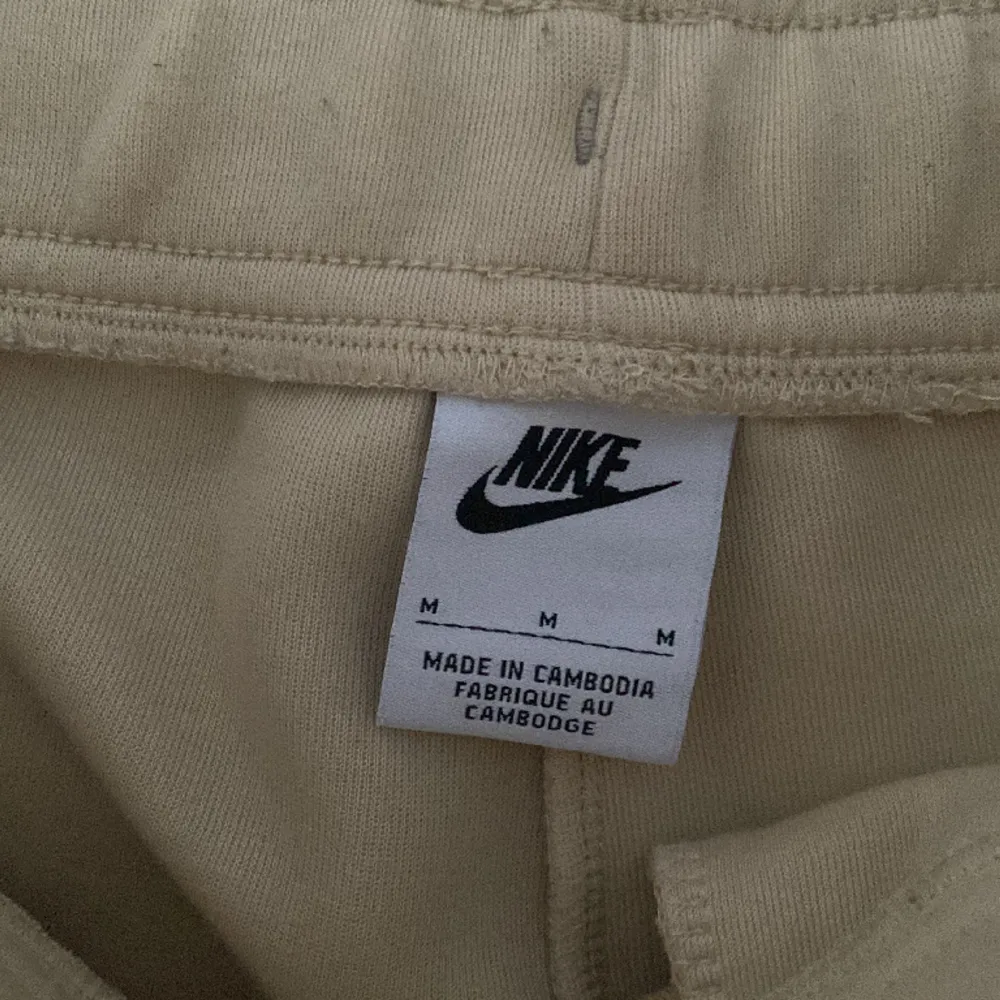 NIKE
M M M
MADE IN CAMBODIA
FABRIQUE AU
CAMBODGE